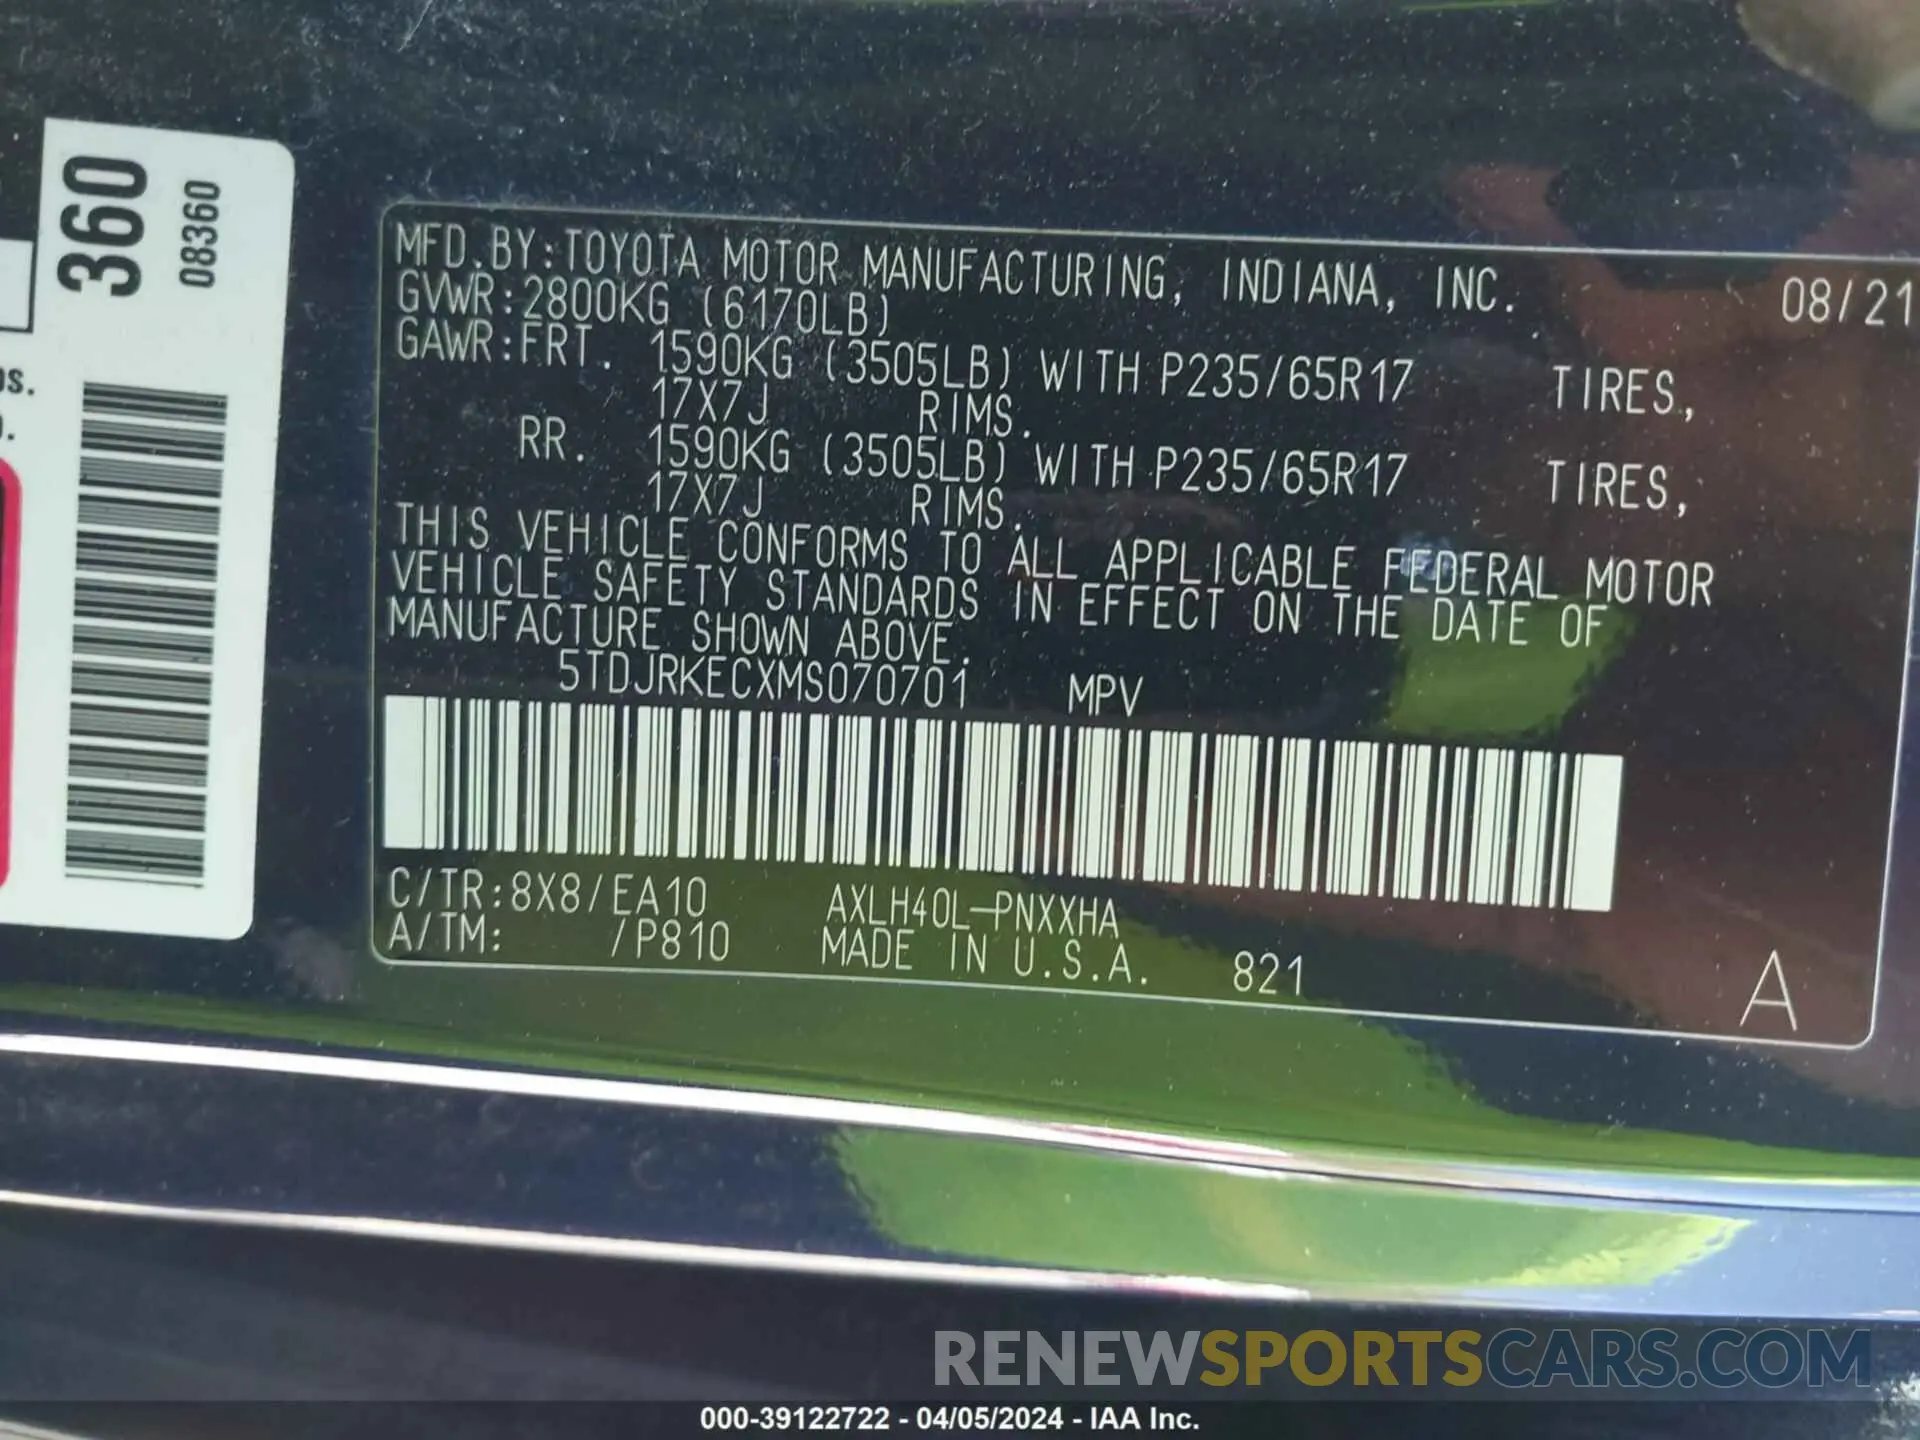 360
08360
MFD.BY:TOYOTA MOTOR MANUFACTURING, INDIANA, INC. 08/21
GVWR:2800KG (6170LB)
GAWR:FRT. 1590KG (3505LB) WITH P235/65R17 TIRES,
17X7J RIMS.
RR. 1590KG (3505LB) WITH P235/65R17 TIRES,
17X7J RIMS.
THIS VEHICLE CONFORMS TO ALL APPLICABLE FEDERAL MOTOR
VEHICLE SAFETY STANDARDS IN EFFECT ON THE DATE OF
MANUFACTURE SHOWN ABOVE.
5TDJRKECXMS070701 MPV
C/TR:8X8/EA10 AXLH40L-PNXXHA
A/TM: /P810 MADE IN U.S.A. 821
A
RENEWSPORTSCARS.COM
000-39122722 - 04/05/2024 - IAA Inc.